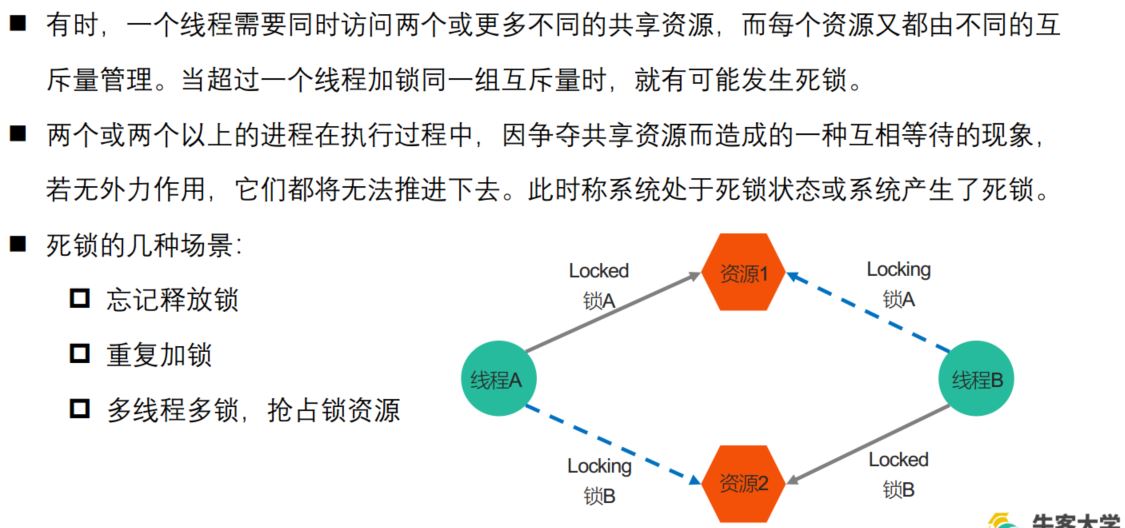 有时，一个线程需要同时访问两个或更多不同的共享资源，而每个资源又都由不同的互
斥量管理。当超过一个线程加锁同一组互斥量时，就有可能发生死锁。
两个或两个以上的进程在执行过程中，因争夺共享资源而造成的一种互相等待的现象，
若无外力作用，它们都将无法推进下去。此时称系统处于死锁状态或系统产生了死锁。
死锁的几种场景：
忘记释放锁
重复加锁
多线程多锁，抢占锁资源
Locked
锁A
资源1
Locking
锁A
线程A
线程B
Locking
锁B
资源2
Locked
锁B
牛客大学